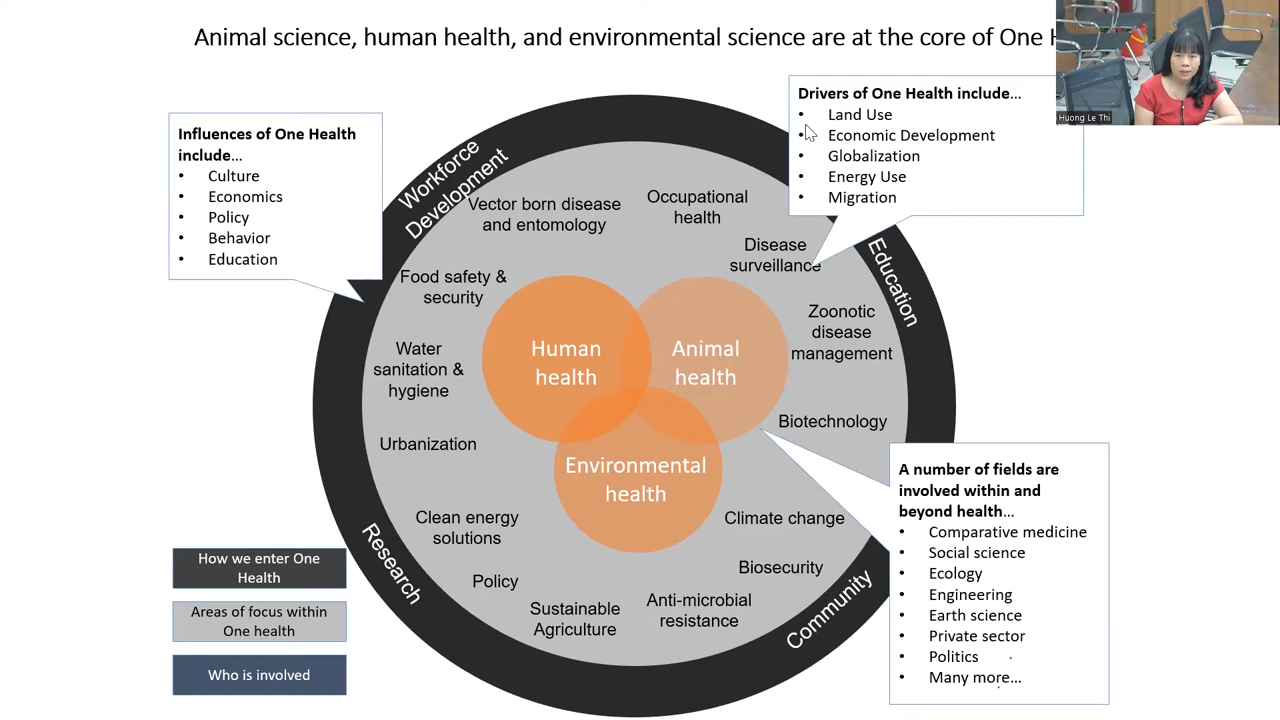 Animal science, human health, and environmental science are at the core of One H
Huong Le Thi
Influences of One Health
include…
• Culture
• Economics
• Policy
• Behavior
• Education
Drivers of One Health include…
• Land Use
• Economic Development
• Globalization
• Energy Use
• Migration
Workforce
Development
Education
Research
Community
Vector born disease
and entomology
Occupational
health
Disease
surveillance
Food safety &
security
Zoonotic
disease
management
Water
sanitation &
hygiene
Human
health
Animal
health
Environmental
health
Biotechnology
Urbanization
Clean energy
solutions
Climate change
Policy
Biosecurity
Sustainable
Agriculture
Anti-microbial
resistance
A number of fields are
involved within and
beyond health…
• Comparative medicine
• Social science
• Ecology
• Engineering
• Earth science
• Private sector
• Politics
• Many more…
How we enter One
Health
Areas of focus within
One health
Who is involved